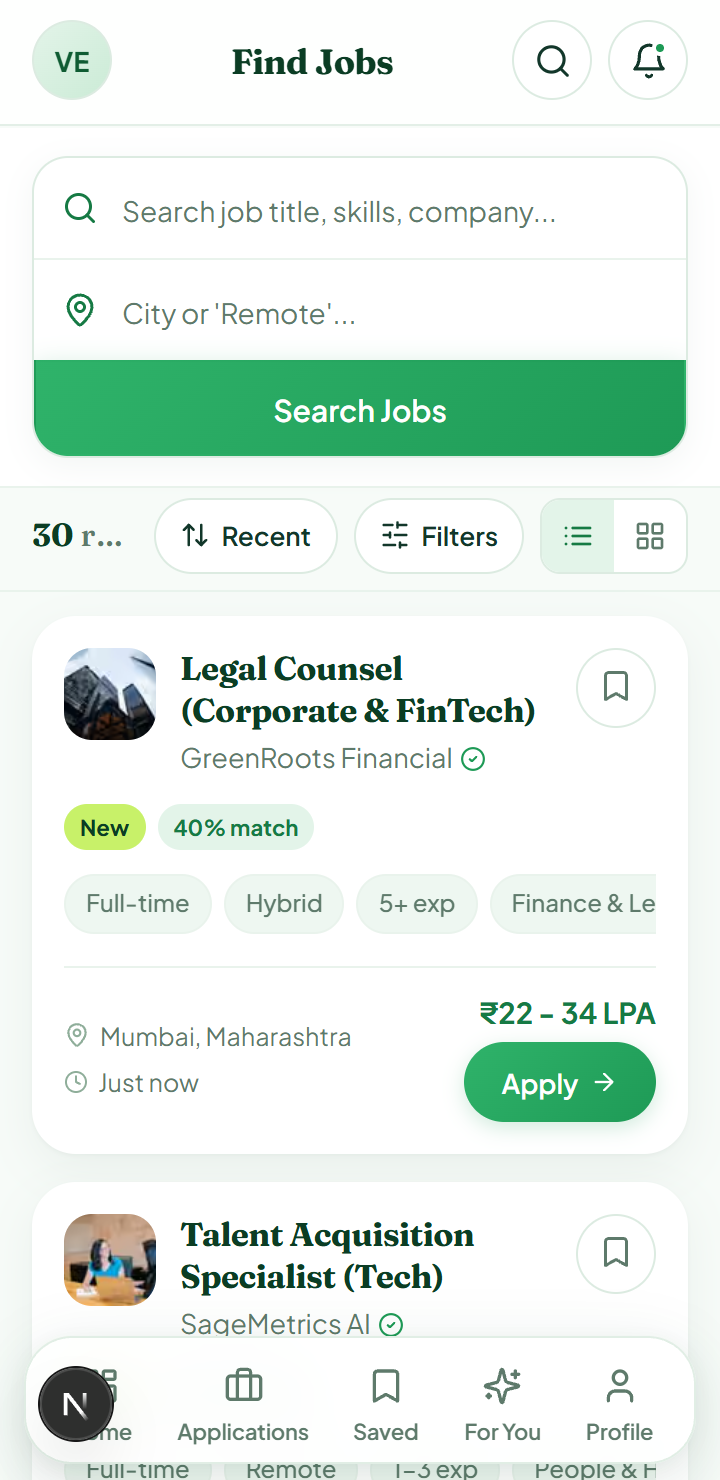 VE
Find Jobs
Search job title, skills, company...
City or 'Remote'...
Search Jobs
30 r...
Recent
Filters
Legal Counsel
(Corporate & FinTech)
GreenRoots Financial
New
40% match
Full-time
Hybrid
5+ exp
Finance & Le
₹22 – 34 LPA
Mumbai, Maharashtra
Just now
Apply
Talent Acquisition
Specialist (Tech)
SageMetrics AI
N
me
Applications
Saved
For You
Profile
Full-time
Remote
1–3 exp
People &